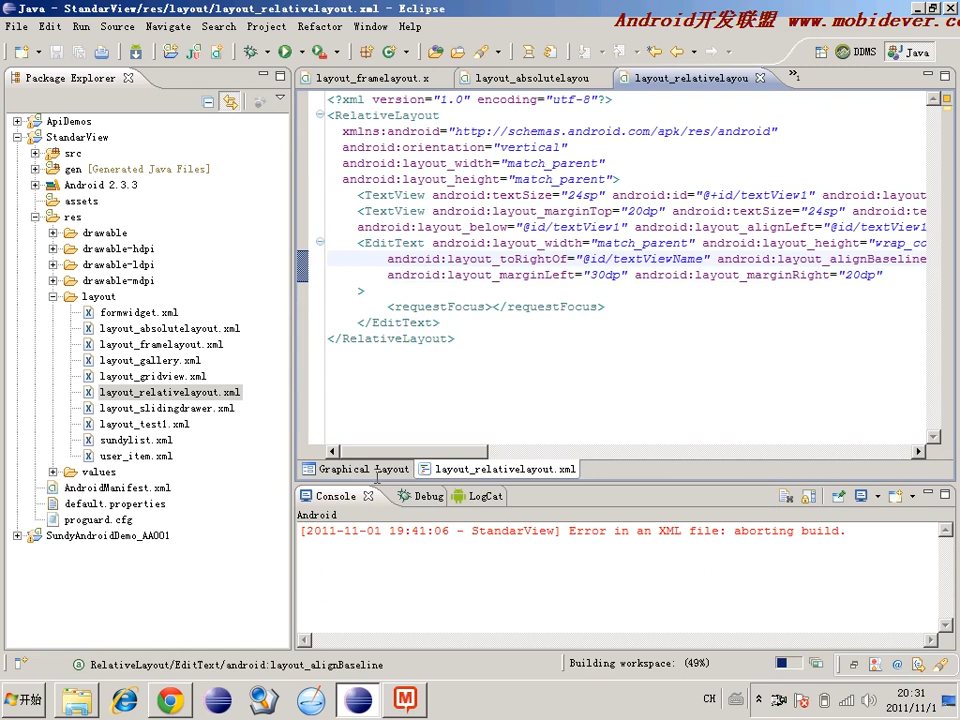 Java - StandarView/res/layout/layout_relativelayout.xml - Eclipse
File Edit Run Source Navigate Search Project Refactor Window Help
Android开发联盟 www.mobidever.co
DDMS
Java
Package Explorer
layout_framelayout.x
layout_absolutelayou
layout_relativelayou
»1
ApiDemos
StandarView
src
gen [Generated Java Files]
Android 2.3.3
assets
res
drawable
drawable-hdpi
drawable-ldpi
drawable-mdpi
layout
formwidget.xml
layout_absolutelayout.xml
layout_framelayout.xml
layout_gallery.xml
layout_gridview.xml
layout_relativelayout.xml
layout_slidingdrawer.xml
layout_test1.xml
sundylist.xml
user_item.xml
values
AndroidManifest.xml
default.properties
proguard.cfg
SundyAndroidDemo_AA001
<?xml version="1.0" encoding="utf-8"?>
<RelativeLayout
xmlns:android="http://schemas.android.com/apk/res/android"
android:orientation="vertical"
android:layout_width="match_parent"
android:layout_height="match_parent">
<TextView android:textSize="24sp" android:id="@+id/textView1" android:layout
<TextView android:layout_marginTop="20dp" android:textSize="24sp" android:te
android:layout_below="@id/textView1" android:layout_alignLeft="@id/textView1
<EditText android:layout_width="match_parent" android:layout_height="wrap_co
android:layout_toRightOf="@id/textViewName" android:layout_alignBaseline
android:layout_marginLeft="30dp" android:layout_marginRight="20dp"
>
<requestFocus></requestFocus>
</EditText>
</RelativeLayout>
Graphical Layout
layout_relativelayout.xml
Console
Debug
LogCat
Android
[2011-11-01 19:41:06 - StandarView] Error in an XML file: aborting build.
RelativeLayout/EditText/android:layout_alignBaseline
Building workspace: (49%)
开始
CH
20:31
2011/11/1